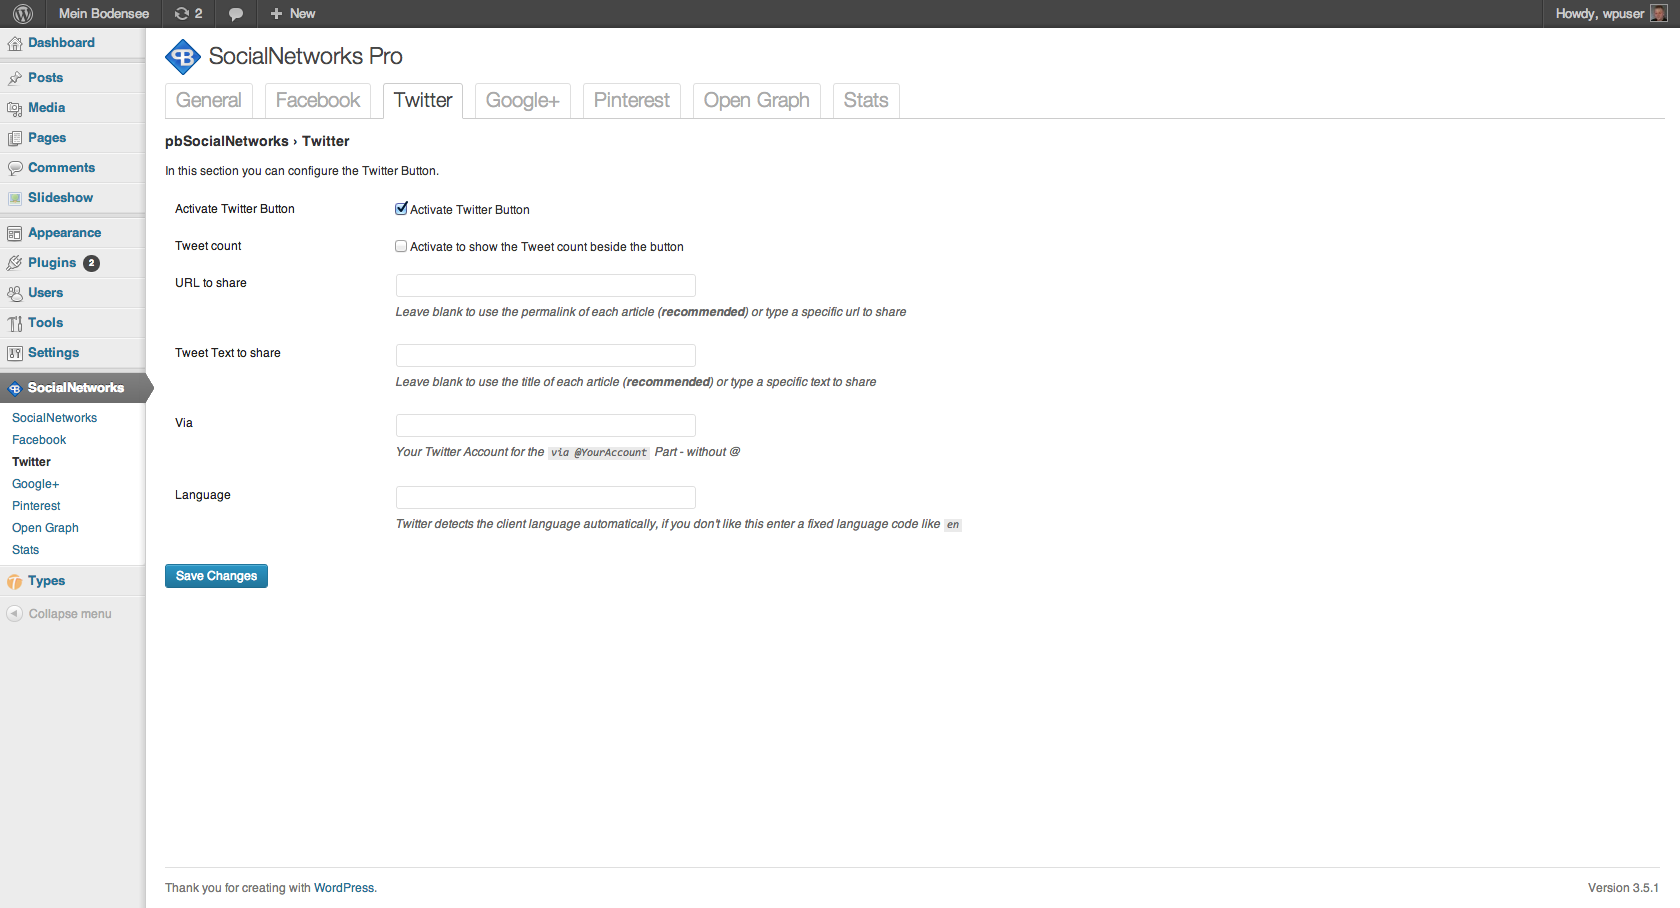 Mein Bodensee 2 New Howdy, wpuser
Dashboard
Posts
Media
Pages
Comments
Slideshow
Appearance
Plugins 2
Users
Tools
Settings
SocialNetworks
SocialNetworks
Facebook
Twitter
Google+
Pinterest
Open Graph
Stats
Types
Collapse menu
SocialNetworks Pro
General Facebook Twitter Google+ Pinterest Open Graph Stats
pbSocialNetworks › Twitter
In this section you can configure the Twitter Button.
Activate Twitter Button Activate Twitter Button
Tweet count Activate to show the Tweet count beside the button
URL to share
Leave blank to use the permalink of each article (recommended) or type a specific url to share
Tweet Text to share
Leave blank to use the title of each article (recommended) or type a specific text to share
Via
Your Twitter Account for the via @YourAccount Part - without @
Language
Twitter detects the client language automatically, if you don't like this enter a fixed language code like en
Save Changes
Thank you for creating with WordPress. Version 3.5.1